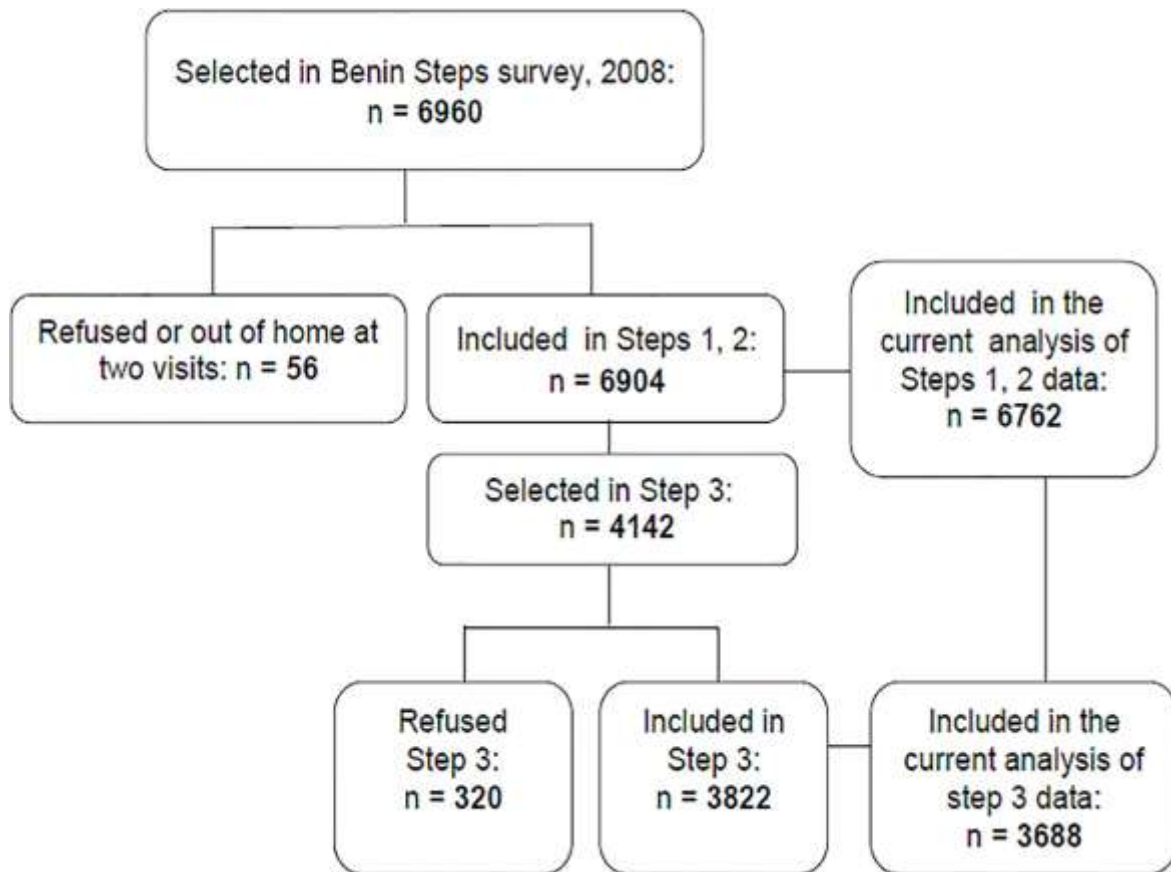 Selected in Benin Steps survey, 2008:
n = 6960
Refused or out of home at
two visits: n = 56
Included in Steps 1, 2:
n = 6904
Included in the
current analysis of
Steps 1, 2 data:
n = 6762
Selected in Step 3:
n = 4142
Refused
Step 3:
n = 320
Included in
Step 3:
n = 3822
Included in the
current analysis of
step 3 data:
n = 3688